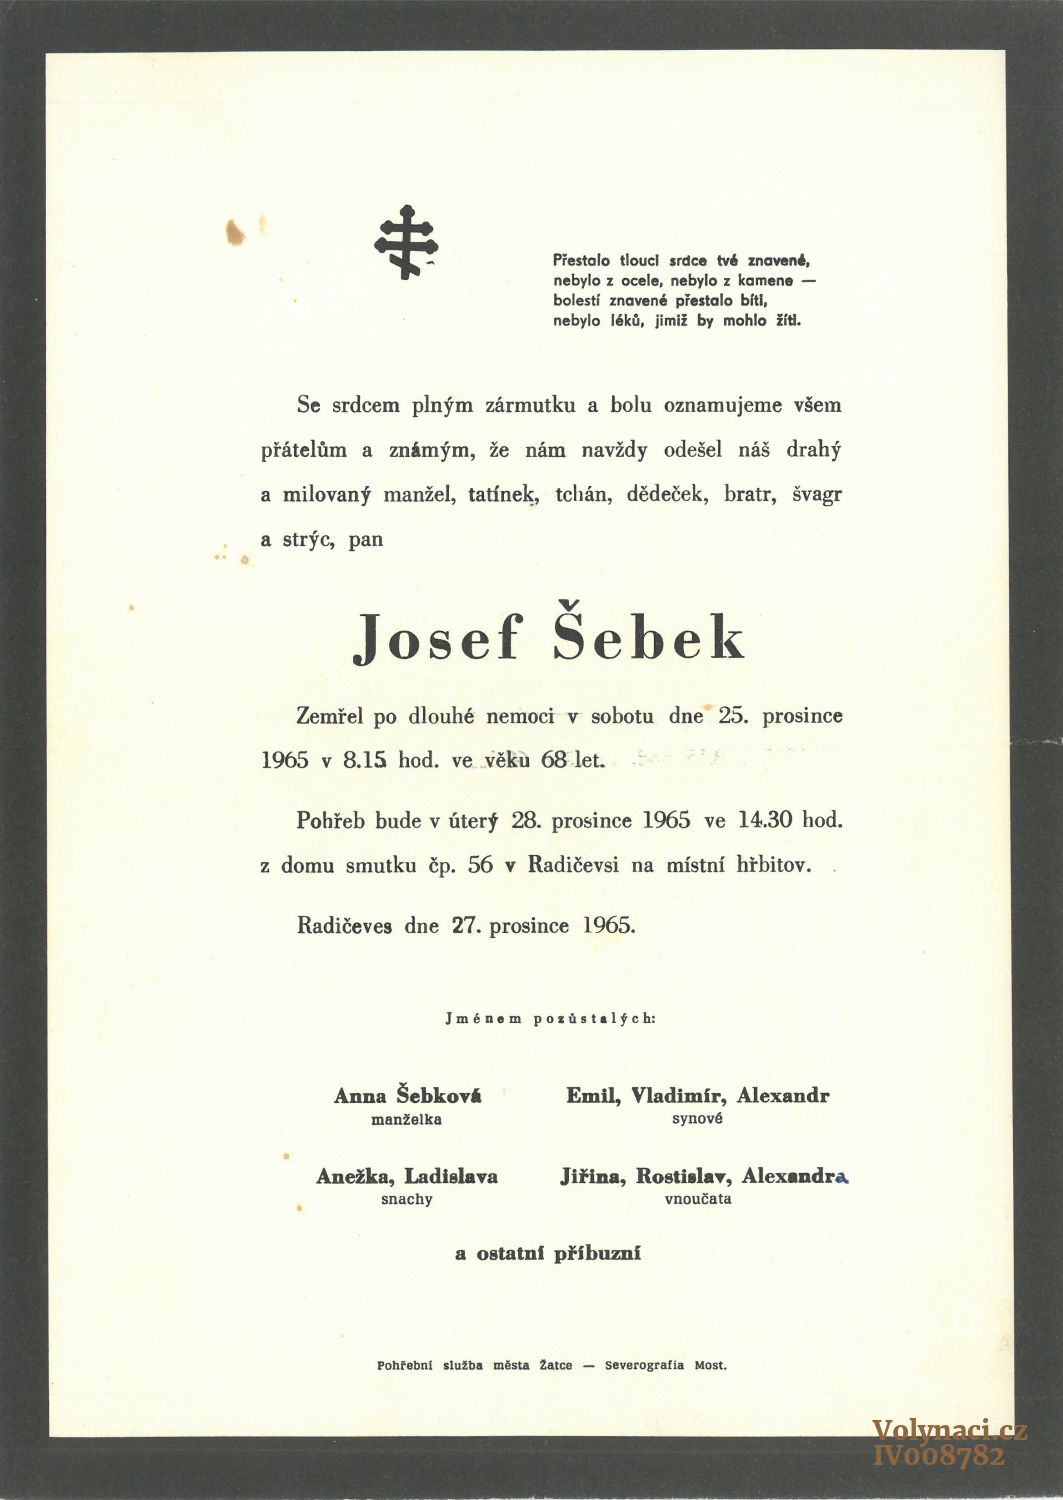 Přestalo tlouci srdce tvé znavené,
nebylo z ocele, nebylo z kamene —
bolestí znavené přestalo bíti,
nebylo léků, jimiž by mohlo žíti.
Se srdcem plným zármutku a bolu oznamujeme všem
přátelům a známým, že nám navždy odešel náš drahý
a milovaný manžel, tatínek, tchán, dědeček, bratr, švagr
a strýc, pan
Josef Šebek
Zemřel po dlouhé nemoci v sobotu dne 25. prosince
1965 v 8.15 hod. ve věku 68 let.
Pohřeb bude v úterý 28. prosince 1965 ve 14.30 hod.
z domu smutku čp. 56 v Radičevsi na místní hřbitov.
Radičeves dne 27. prosince 1965.
Jménem pozůstalých:
Anna Šebková
manželka
Emil, Vladimír, Alexandr
synové
Anežka, Ladislava
snachy
Jiřina, Rostislav, Alexandra
vnoučata
a ostatní příbuzní
Pohřební služba města Žatce — Severografia Most.
Volynaci.cz
IV008782